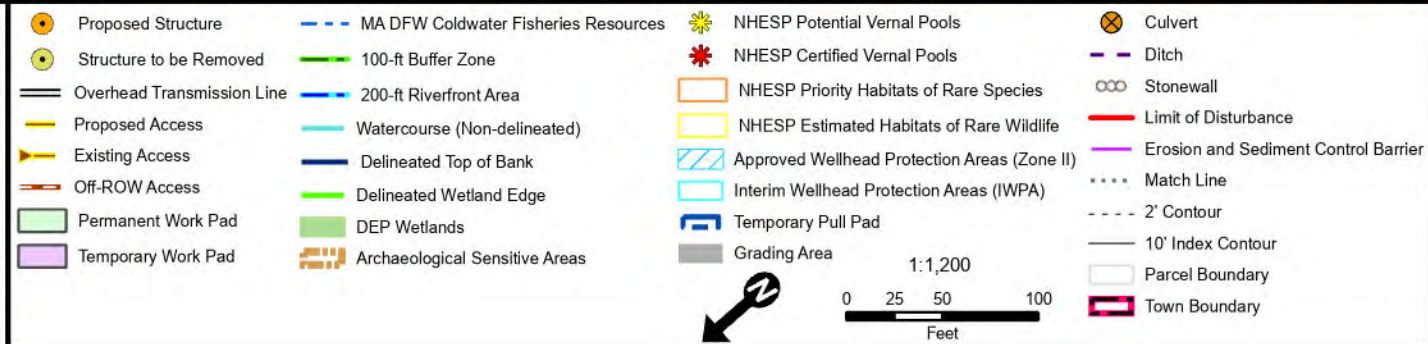 Proposed Structure
Structure to be Removed
Overhead Transmission Line
Proposed Access
Existing Access
Off-ROW Access
Permanent Work Pad
Temporary Work Pad
MA DFW Coldwater Fisheries Resources
100-ft Buffer Zone
200-ft Riverfront Area
Watercourse (Non-delineated)
Delineated Top of Bank
Delineated Wetland Edge
DEP Wetlands
Archaeological Sensitive Areas
NHESP Potential Vernal Pools
NHESP Certified Vernal Pools
NHESP Priority Habitats of Rare Species
NHESP Estimated Habitats of Rare Wildlife
Approved Wellhead Protection Areas (Zone II)
Interim Wellhead Protection Areas (IWPA)
Temporary Pull Pad
Grading Area
N
1:1,200
0 25 50 100
Feet
Culvert
Ditch
Stonewall
Limit of Disturbance
Erosion and Sediment Control Barrier
Match Line
2' Contour
10' Index Contour
Parcel Boundary
Town Boundary